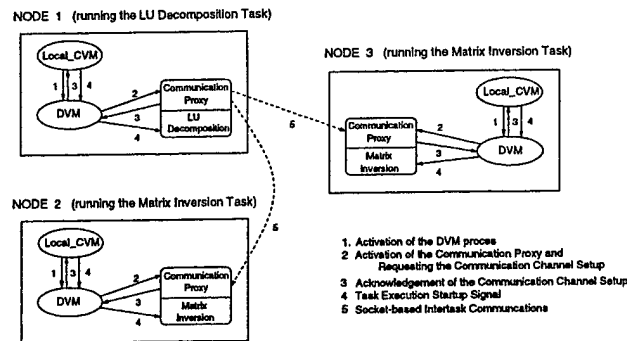 NODE 1 (running the LU Decomposition Task)
Local_CVM
1 3 4
DVM
2
3
4
Communication
Proxy
LU
Decomposition
5
NODE 3 (running the Matrix Inversion Task)
Local_CVM
1 3 4
DVM
2
3
4
Communication
Proxy
Matrix
Inversion
5
NODE 2 (running the Matrix Inversion Task)
Local_CVM
1 3 4
DVM
2
3
4
Communication
Proxy
Matrix
Inversion
1. Activation of the DVM proces
2 Activation of the Communication Proxy and
Requesting the Communication Channel Setup
3 Acknowledgement of the Communication Channel Setup
4 Task Execution Startup Signal
5 Socket-based Intertask Communcations